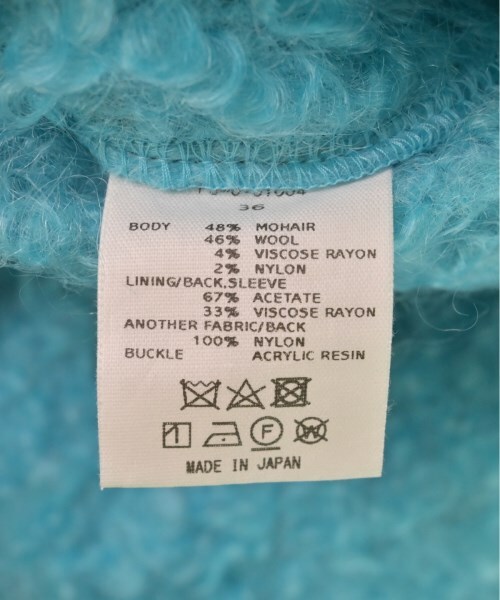 36
BODY 48% MOHAIR
46% WOOL
4% VISCOSE RAYON
2% NYLON
LINING/BACK,SLEEVE
67% ACETATE
33% VISCOSE RAYON
ANOTHER FABRIC/BACK
100% NYLON
BUCKLE ACRYLIC RESIN
F W
MADE IN JAPAN